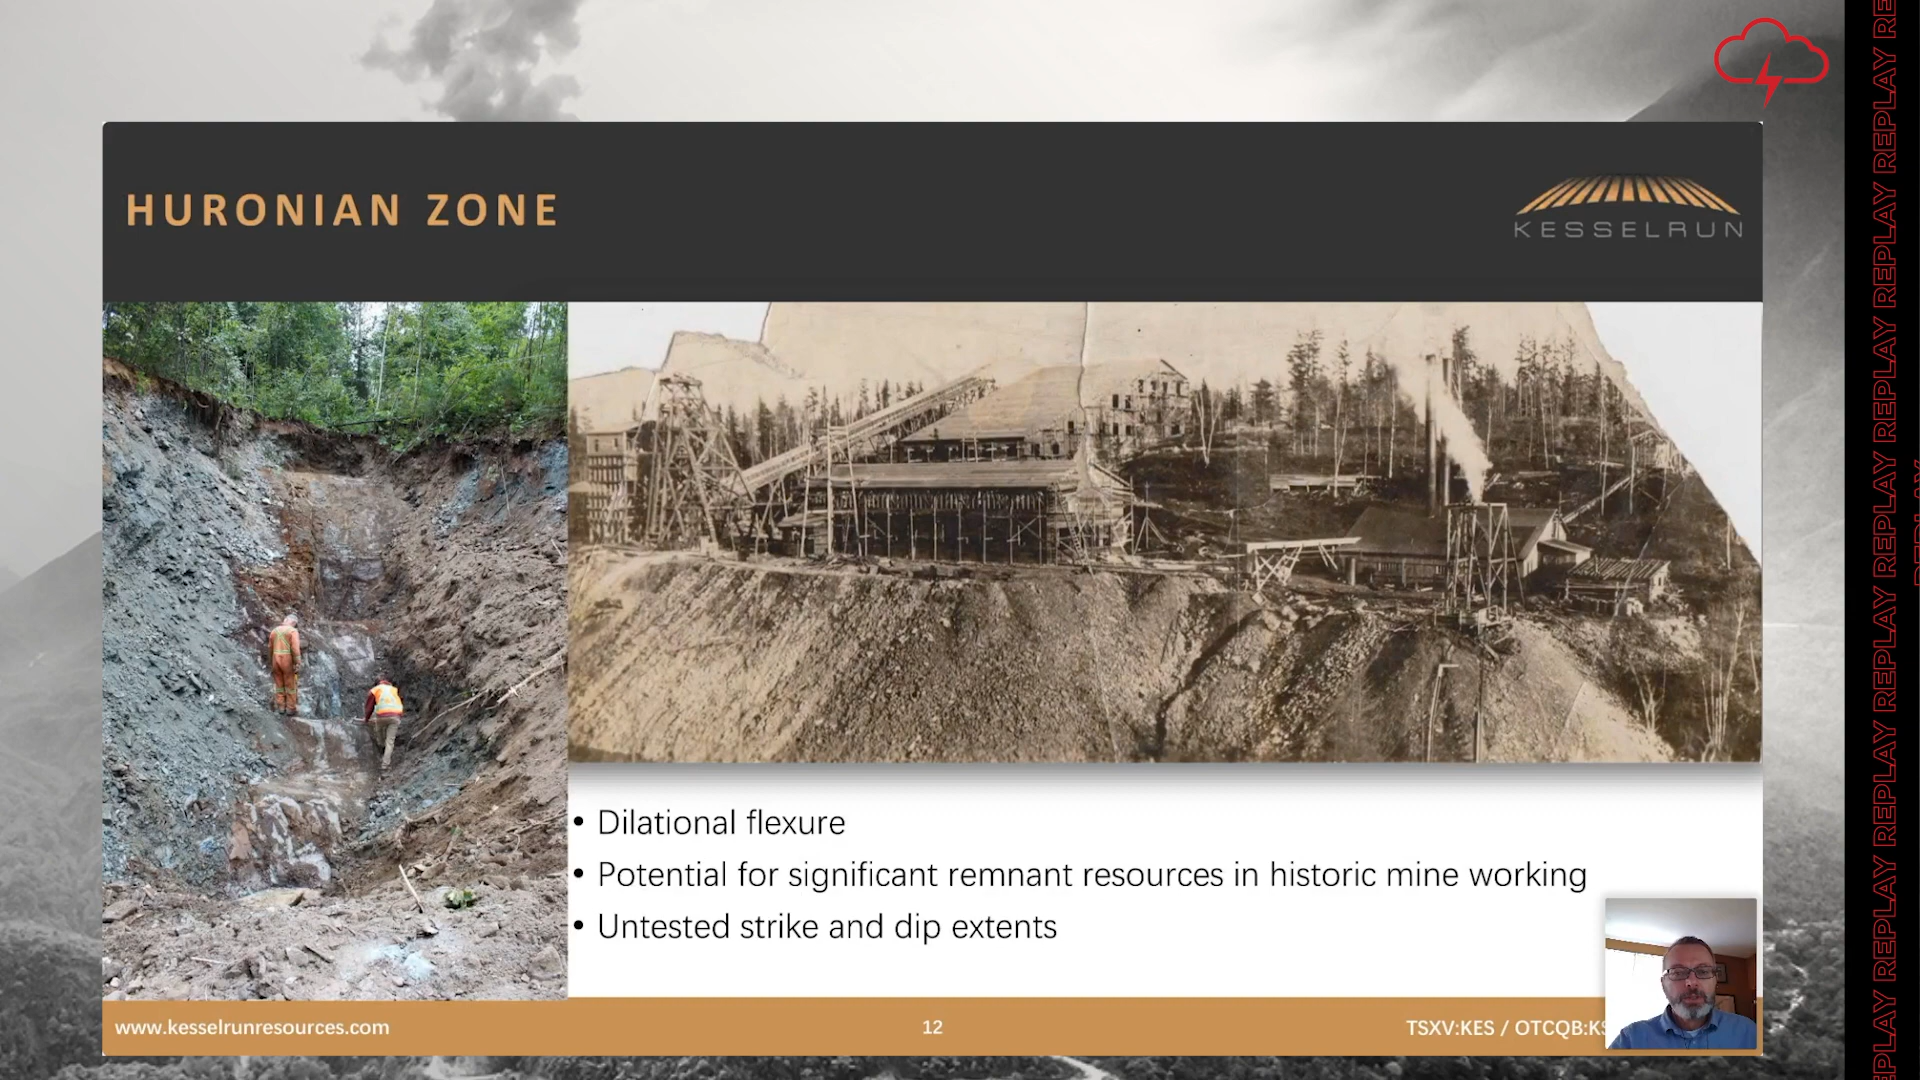 HURONIAN ZONE
KESSELRUN
• Dilational flexure
• Potential for significant remnant resources in historic mine working
• Untested strike and dip extents
www.kesselrunresources.com
12
TSXV:KES / OTCQB:KS
REPLAY REPLAY REPLAY REPLAY REPLAY REPLAY REPLAY REPLAY